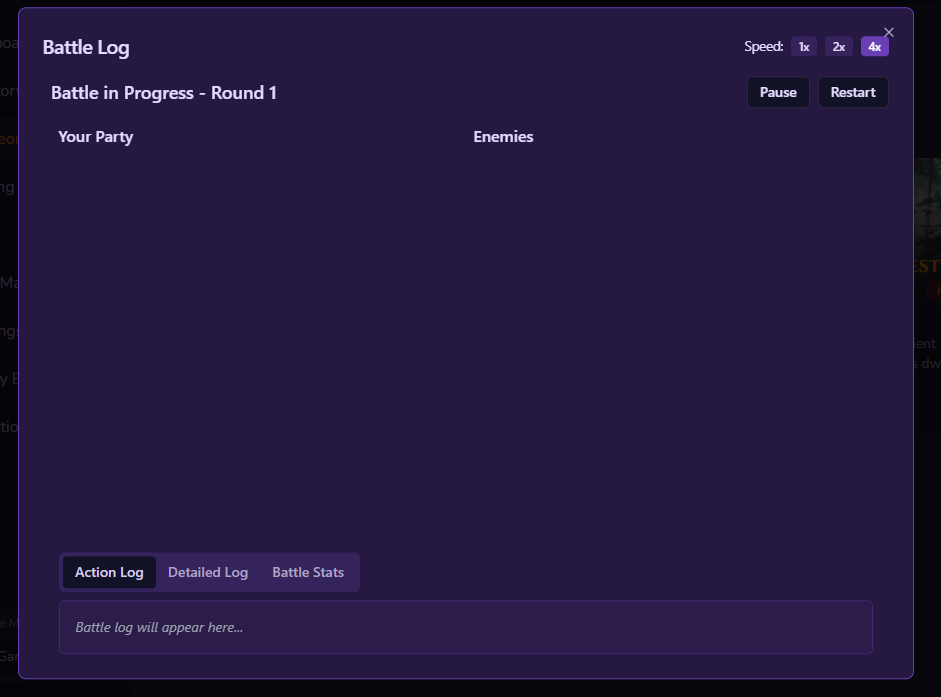 Battle Log
Speed: 1x 2x 4x
Battle in Progress - Round 1
Pause Restart
Your Party
Enemies
Action Log Detailed Log Battle Stats
Battle log will appear here...